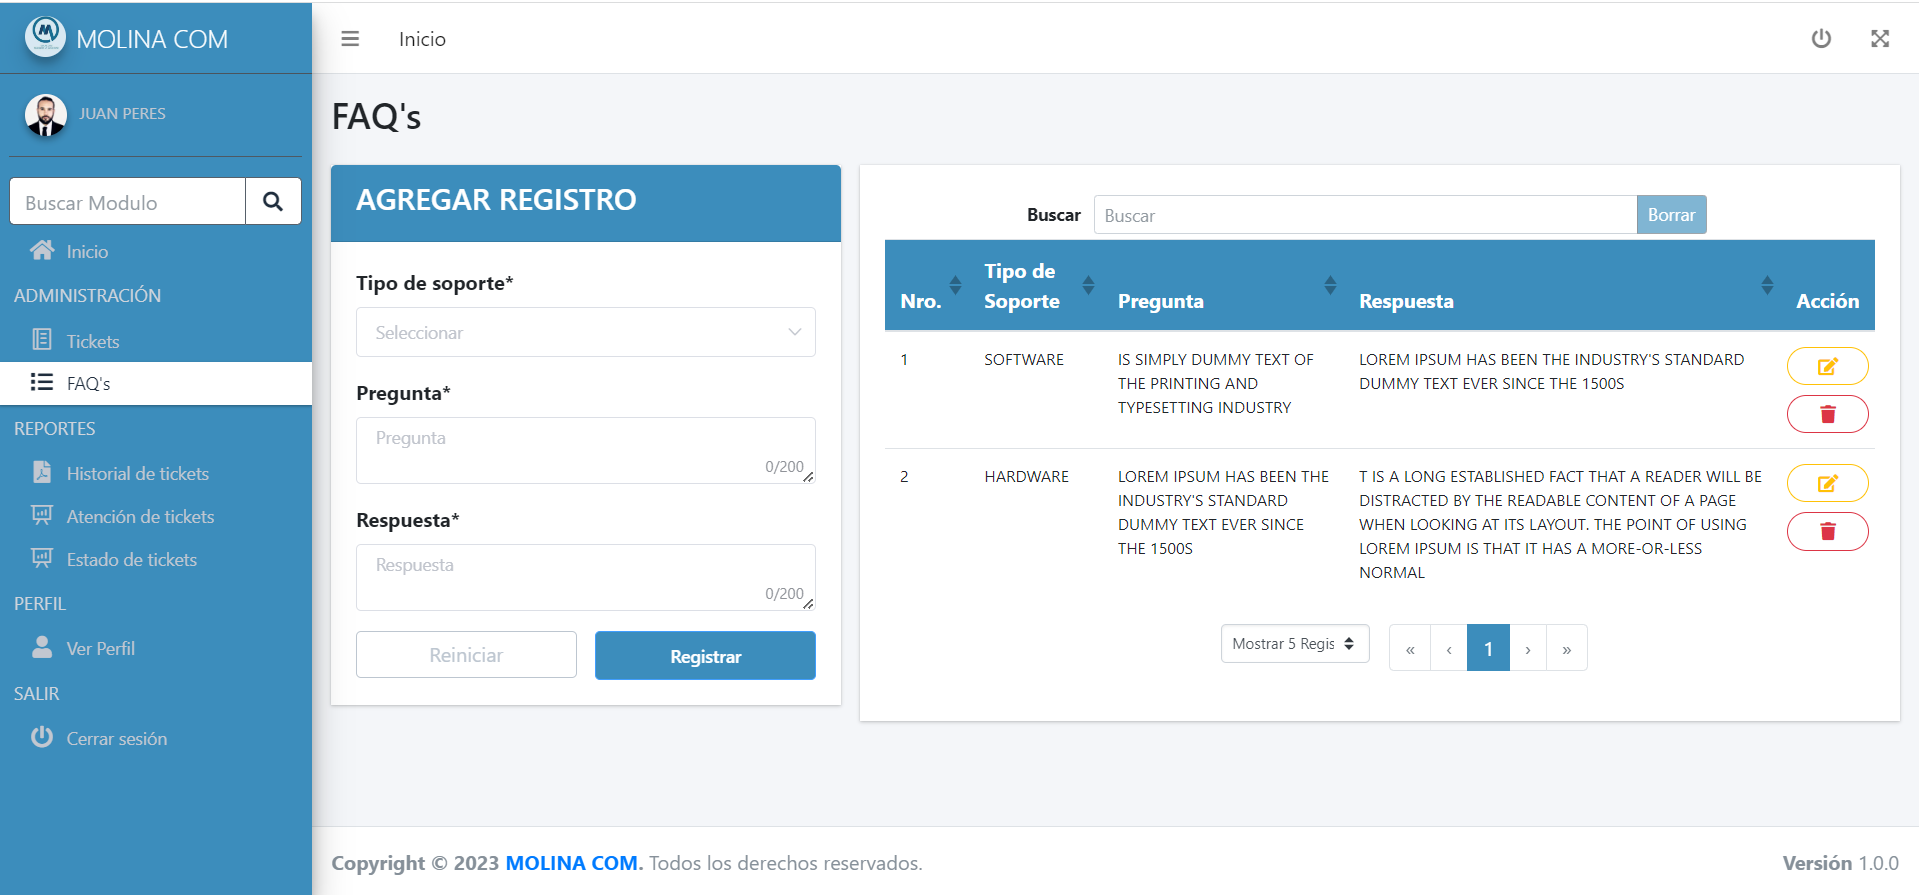 MOLINA COM
Inicio
JUAN PERES
Buscar Modulo
Inicio
ADMINISTRACIÓN
Tickets
FAQ's
REPORTES
Historial de tickets
Atención de tickets
Estado de tickets
PERFIL
Ver Perfil
SALIR
Cerrar sesión
FAQ's
AGREGAR REGISTRO
Tipo de soporte*
Seleccionar
Pregunta*
Pregunta
0/200
Respuesta*
Respuesta
0/200
Reiniciar
Registrar
Buscar
Buscar
Borrar
Nro.
Tipo de
Soporte
Pregunta
Respuesta
Acción
1
SOFTWARE
IS SIMPLY DUMMY TEXT OF
THE PRINTING AND
TYPESETTING INDUSTRY
LOREM IPSUM HAS BEEN THE INDUSTRY'S STANDARD
DUMMY TEXT EVER SINCE THE 1500S
2
HARDWARE
LOREM IPSUM HAS BEEN THE
INDUSTRY'S STANDARD
DUMMY TEXT EVER SINCE
THE 1500S
T IS A LONG ESTABLISHED FACT THAT A READER WILL BE
DISTRACTED BY THE READABLE CONTENT OF A PAGE
WHEN LOOKING AT ITS LAYOUT. THE POINT OF USING
LOREM IPSUM IS THAT IT HAS A MORE-OR-LESS
NORMAL
Mostrar 5 Regis
« ‹ 1 › »
Copyright © 2023 MOLINA COM. Todos los derechos reservados.
Versión 1.0.0